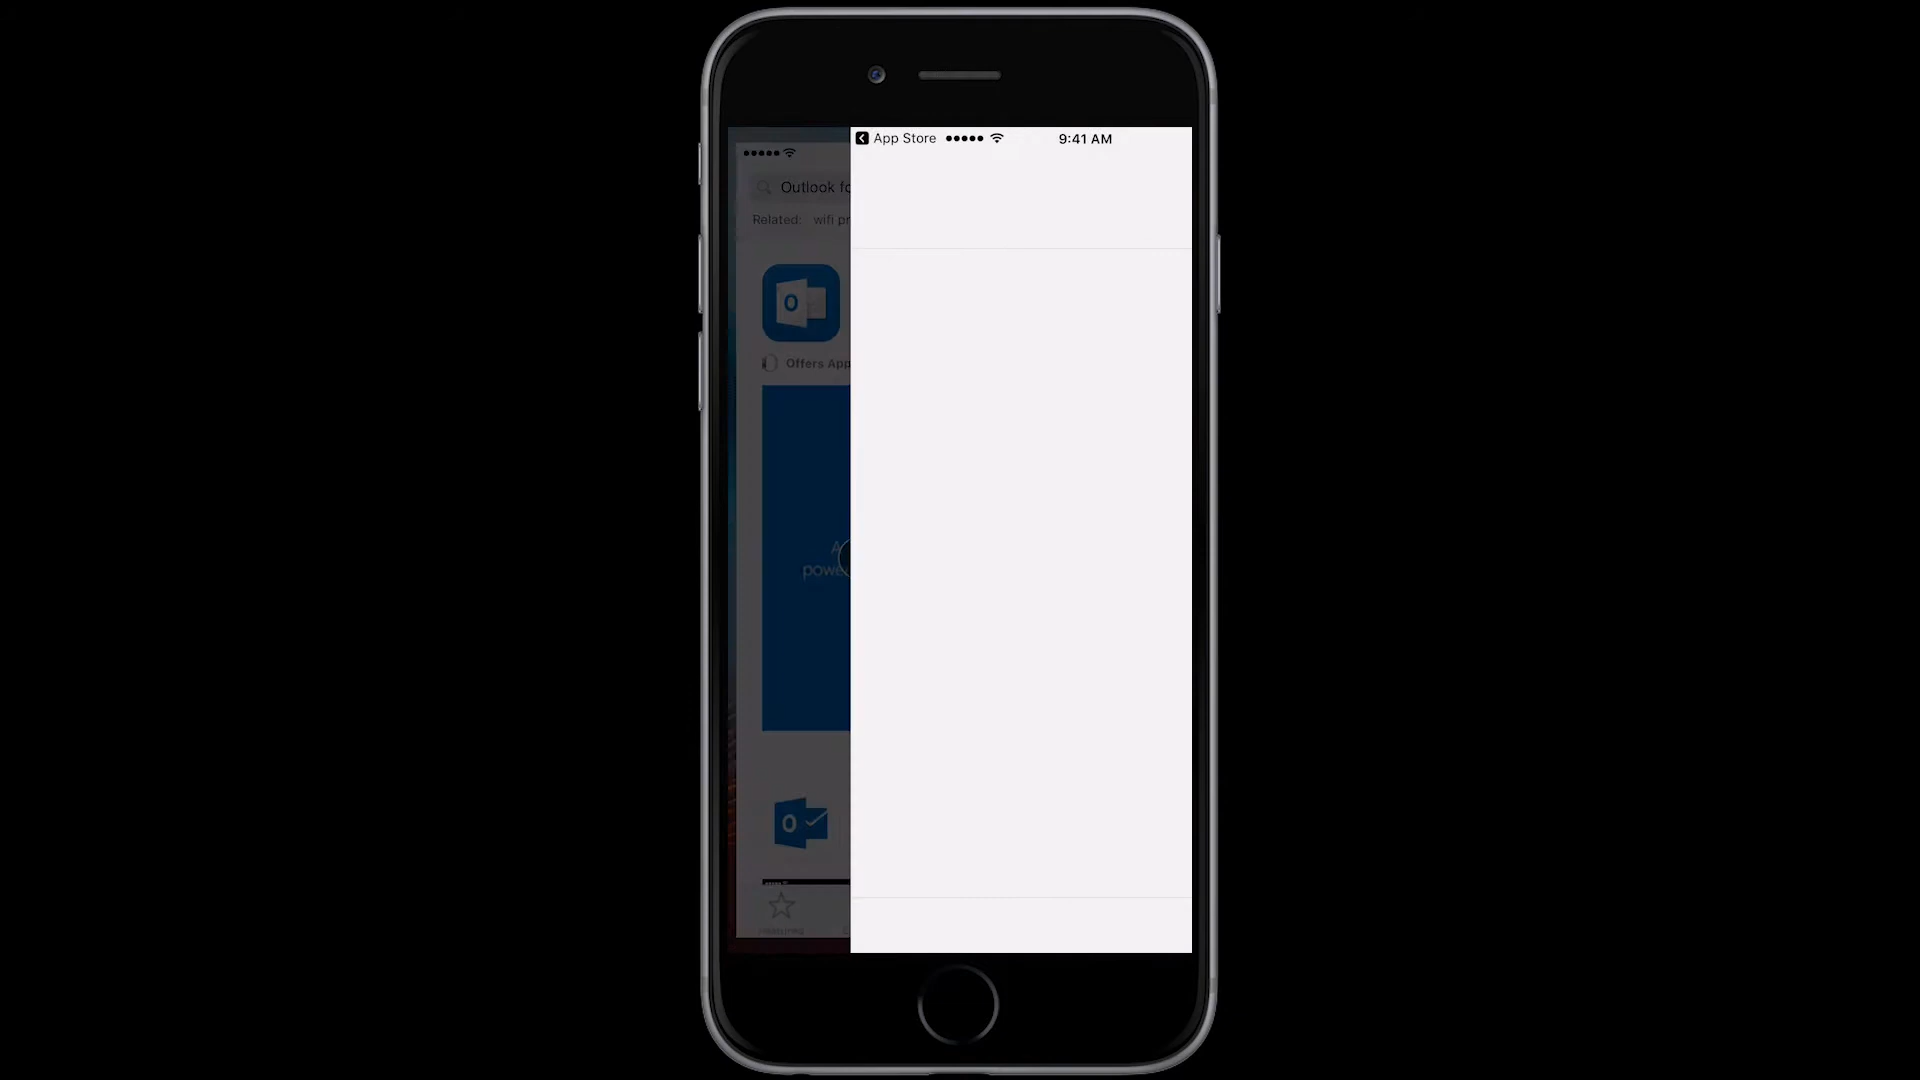 App Store 9:41 AM
Outlook fo
Related: wifi pr
O
Offers App
A
powe
O